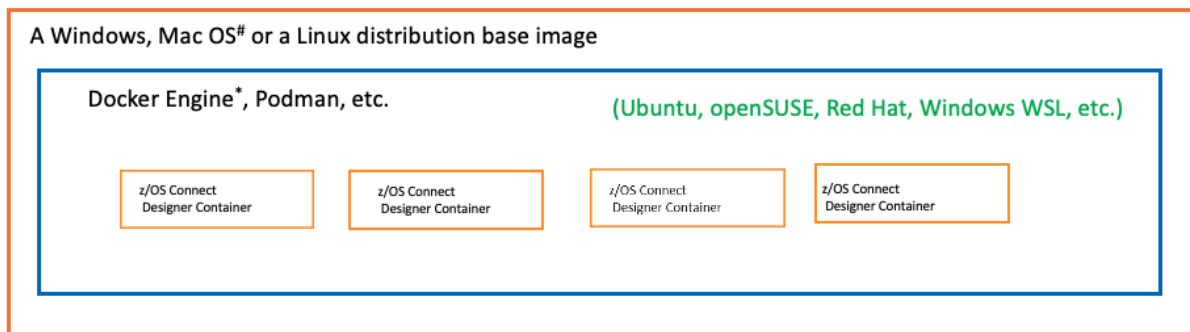 A Windows, Mac OS# or a Linux distribution base image
Docker Engine*, Podman, etc.
(Ubuntu, openSUSE, Red Hat, Windows WSL, etc.)
z/OS Connect
Designer Container
z/OS Connect
Designer Container
z/OS Connect
Designer Container
z/OS Connect
Designer Container